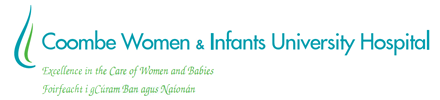 Coombe Women & Infants University Hospital
Excellence in the Care of Women and Babies
Foirfeacht i gCúram Ban agus Naíonán